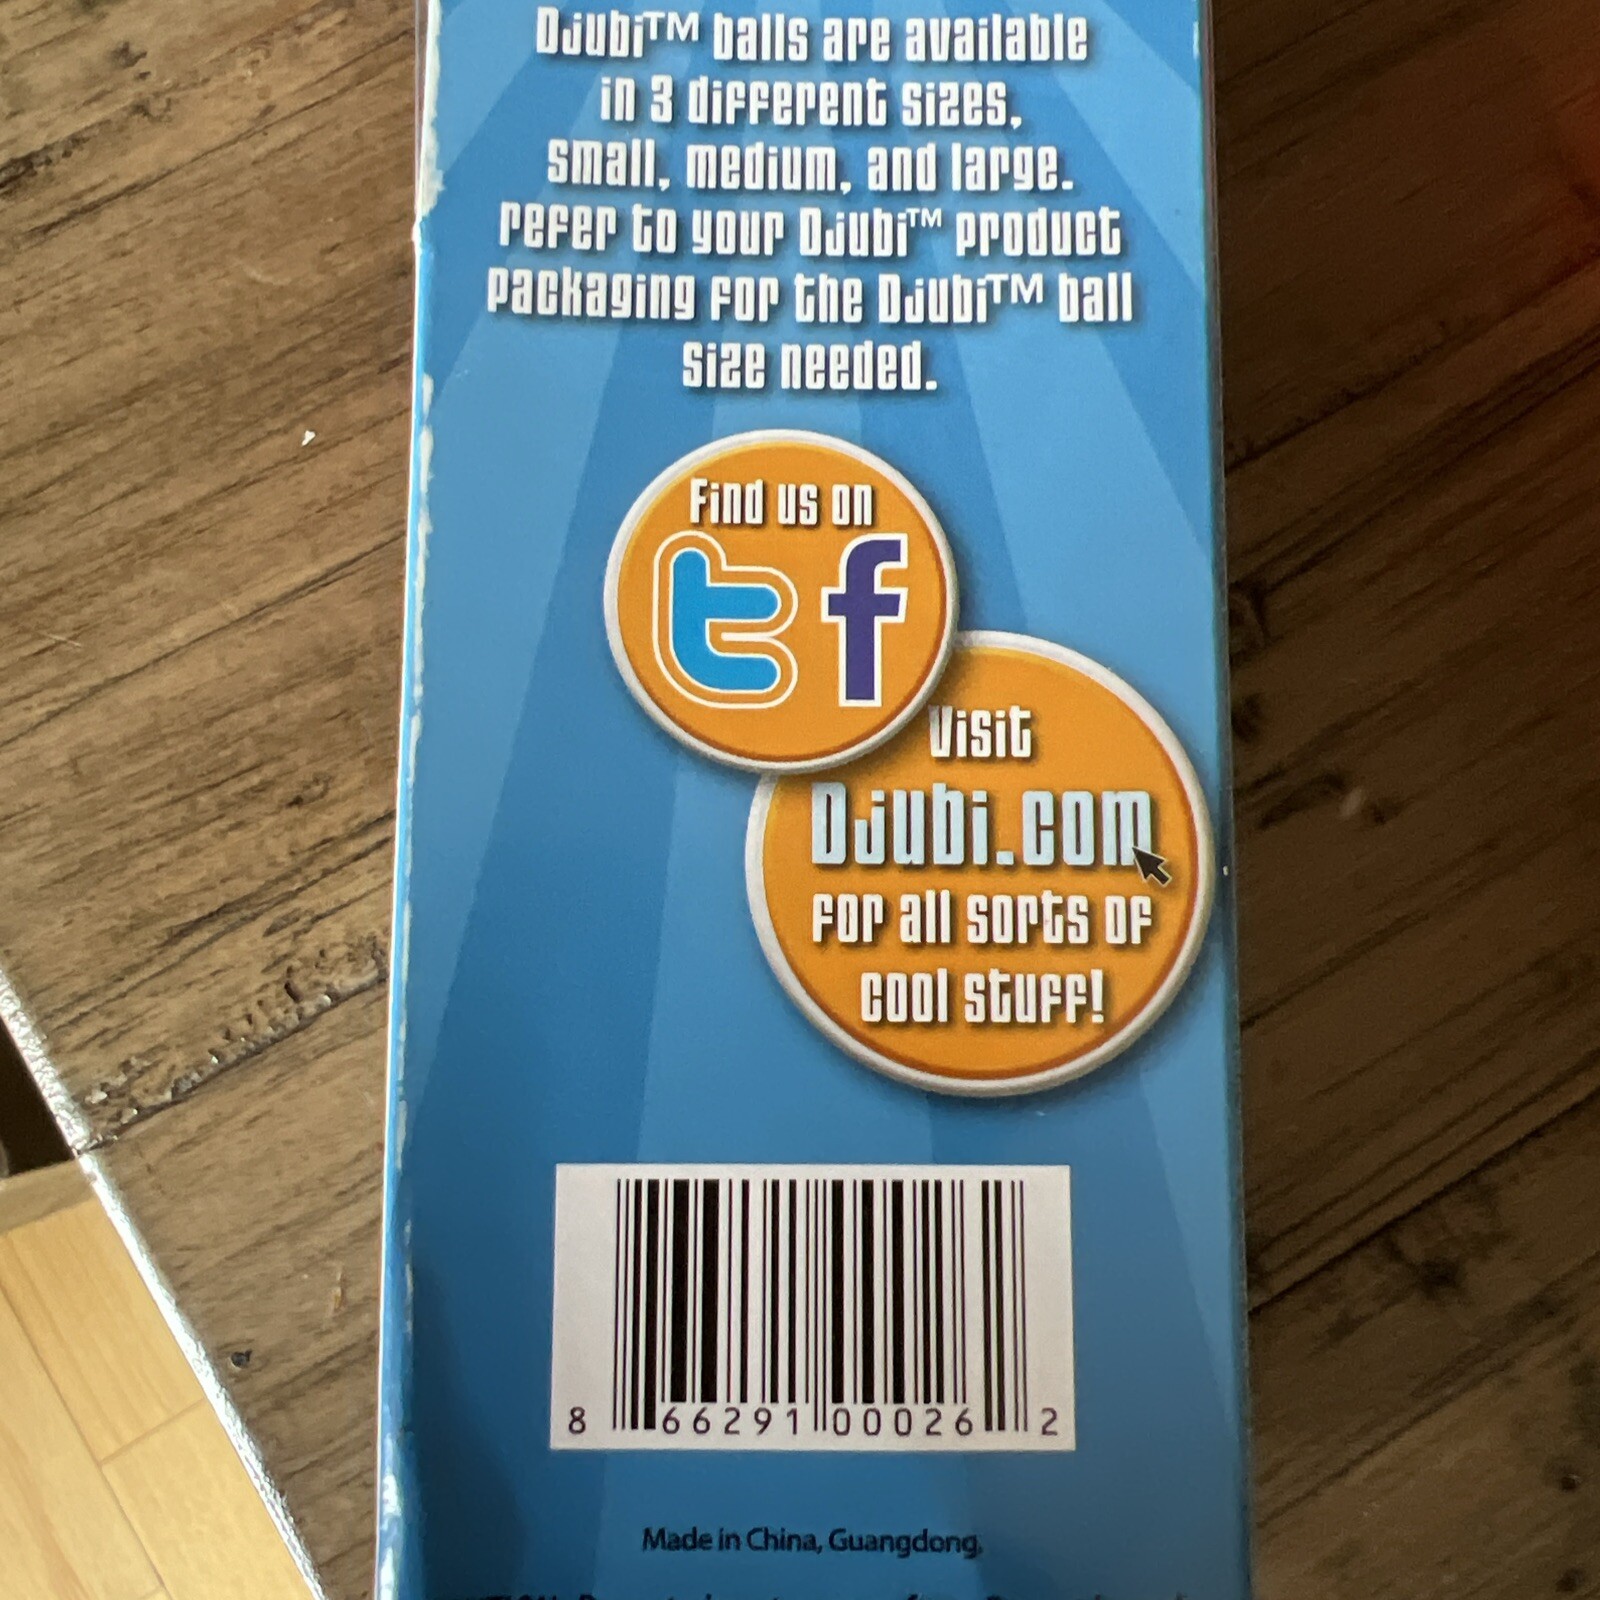 Djubi™ balls are available
in 3 different sizes,
small, medium, and large.
refer to your Djubi™ product
packaging for the Djubi™ ball
size needed.
Find us on
t f
Visit
Djubi.com
for all sorts of
cool stuff!
8 66291 00026 2
Made in China, Guangdong.